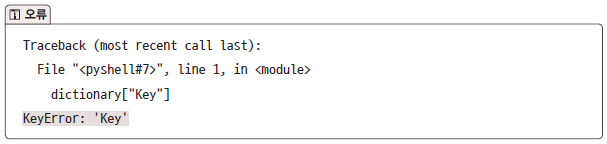 오류
Traceback (most recent call last):
File "<pyshell#7>", line 1, in <module>
dictionary["Key"]
KeyError: 'Key'